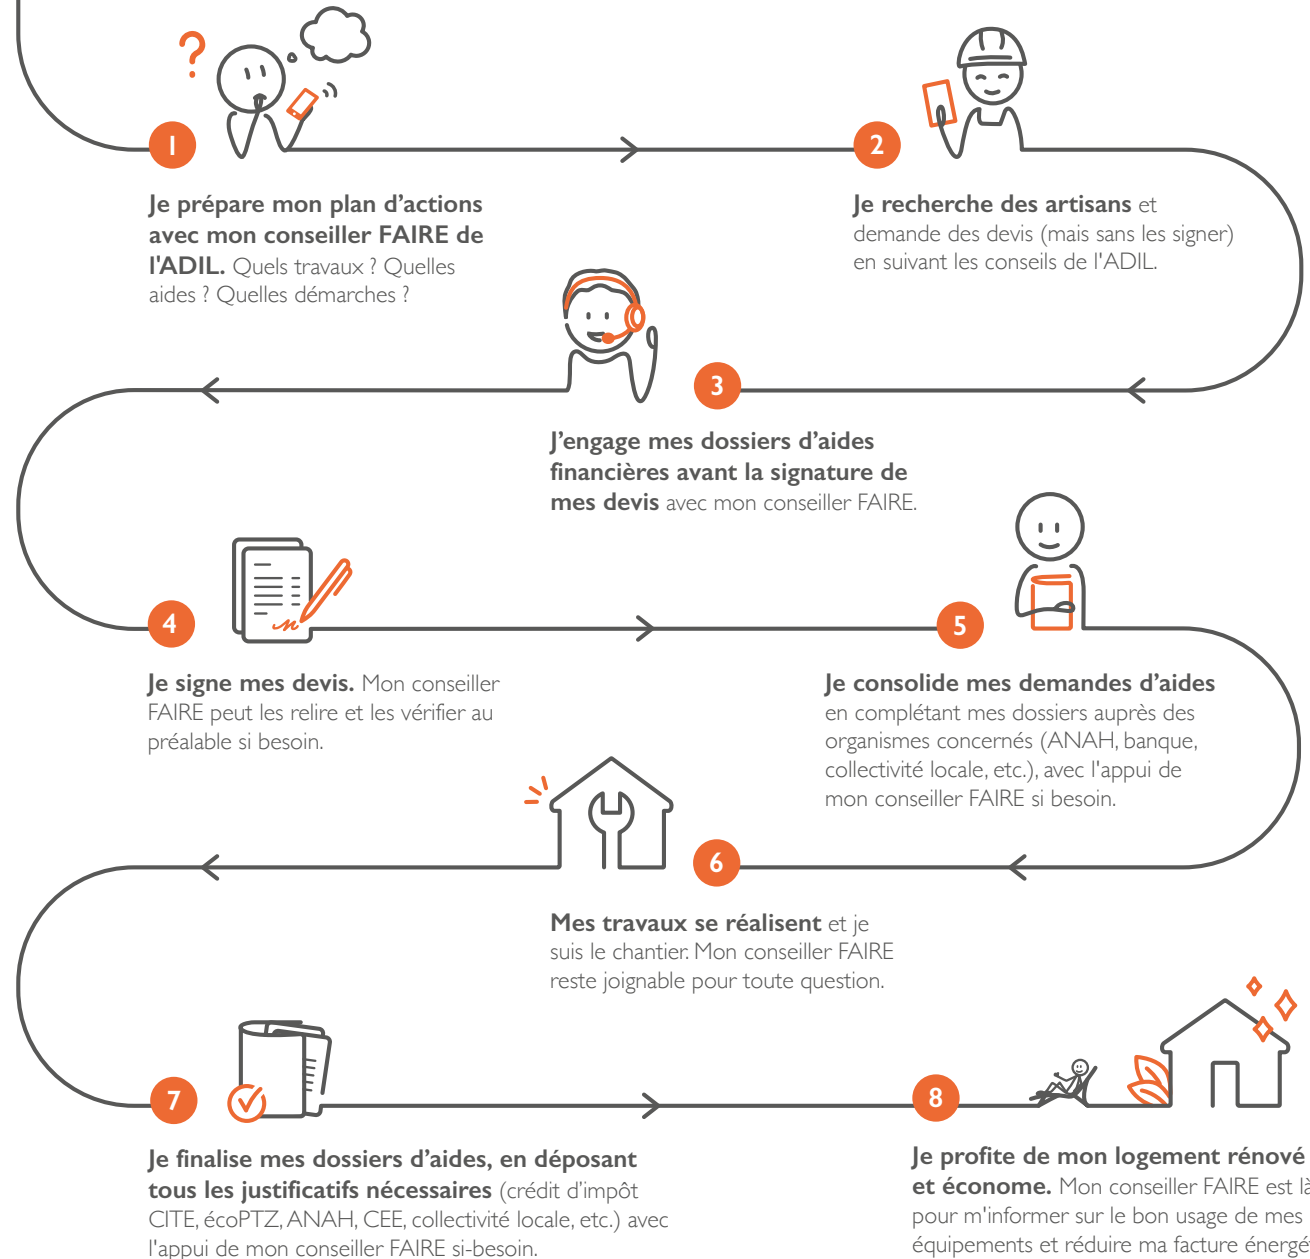 ?
1
Je prépare mon plan d’actions
avec mon conseiller FAIRE de
l'ADIL. Quels travaux ? Quelles
aides ? Quelles démarches ?
2
Je recherche des artisans et
demande des devis (mais sans les signer)
en suivant les conseils de l'ADIL.
3
J’engage mes dossiers d’aides
financières avant la signature de
mes devis avec mon conseiller FAIRE.
4
Je signe mes devis. Mon conseiller
FAIRE peut les relire et les vérifier au
préalable si besoin.
5
Je consolide mes demandes d’aides
en complétant mes dossiers auprès des
organismes concernés (ANAH, banque,
collectivité locale, etc.), avec l'appui de
mon conseiller FAIRE si besoin.
6
Mes travaux se réalisent et je
suis le chantier. Mon conseiller FAIRE
reste joignable pour toute question.
7
Je finalise mes dossiers d’aides, en déposant
tous les justificatifs nécessaires (crédit d’impôt
CITE, écoPTZ, ANAH, CEE, collectivité locale, etc.) avec
l'appui de mon conseiller FAIRE si-besoin.
8
Je profite de mon logement rénové
et économe. Mon conseiller FAIRE est là
pour m'informer sur le bon usage de mes
équipements et réduire ma facture